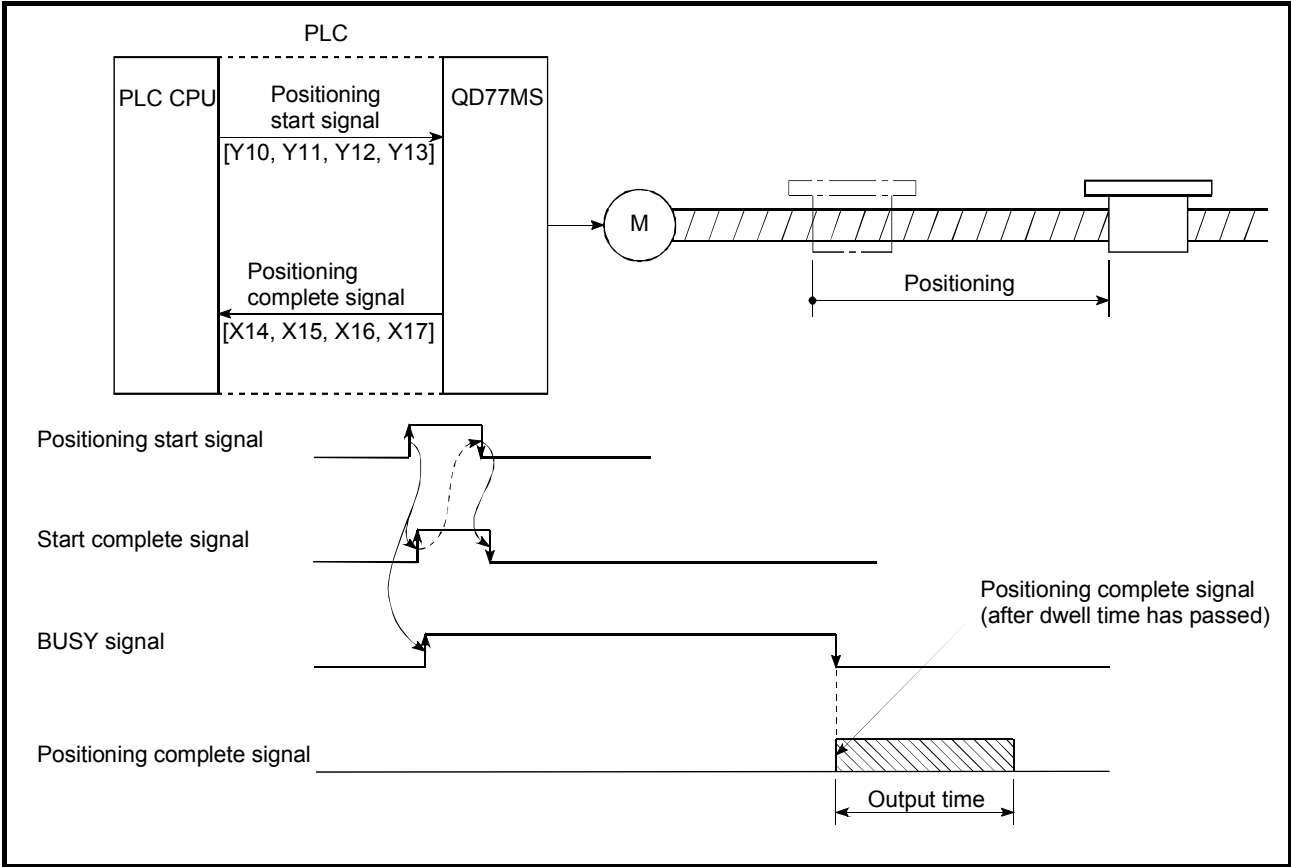 PLC
PLC CPU
Positioning
start signal
[Y10, Y11, Y12, Y13]
QD77MS
M
Positioning
complete signal
[X14, X15, X16, X17]
Positioning
Positioning start signal
Start complete signal
BUSY signal
Positioning complete signal
(after dwell time has passed)
Positioning complete signal
Output time